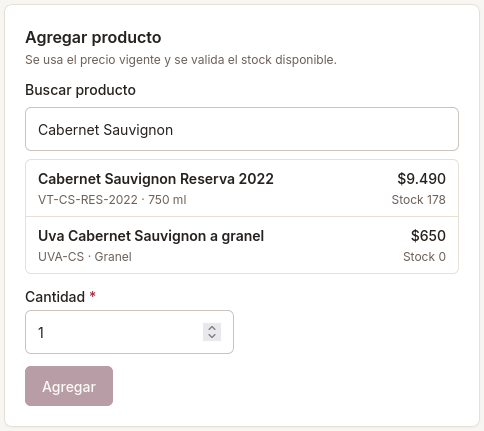 Agregar producto
Se usa el precio vigente y se valida el stock disponible.
Buscar producto
Cabernet Sauvignon
Cabernet Sauvignon Reserva 2022 $9.490
VT-CS-RES-2022 · 750 ml Stock 178
Uva Cabernet Sauvignon a granel $650
UVA-CS · Granel Stock 0
Cantidad *
1
Agregar